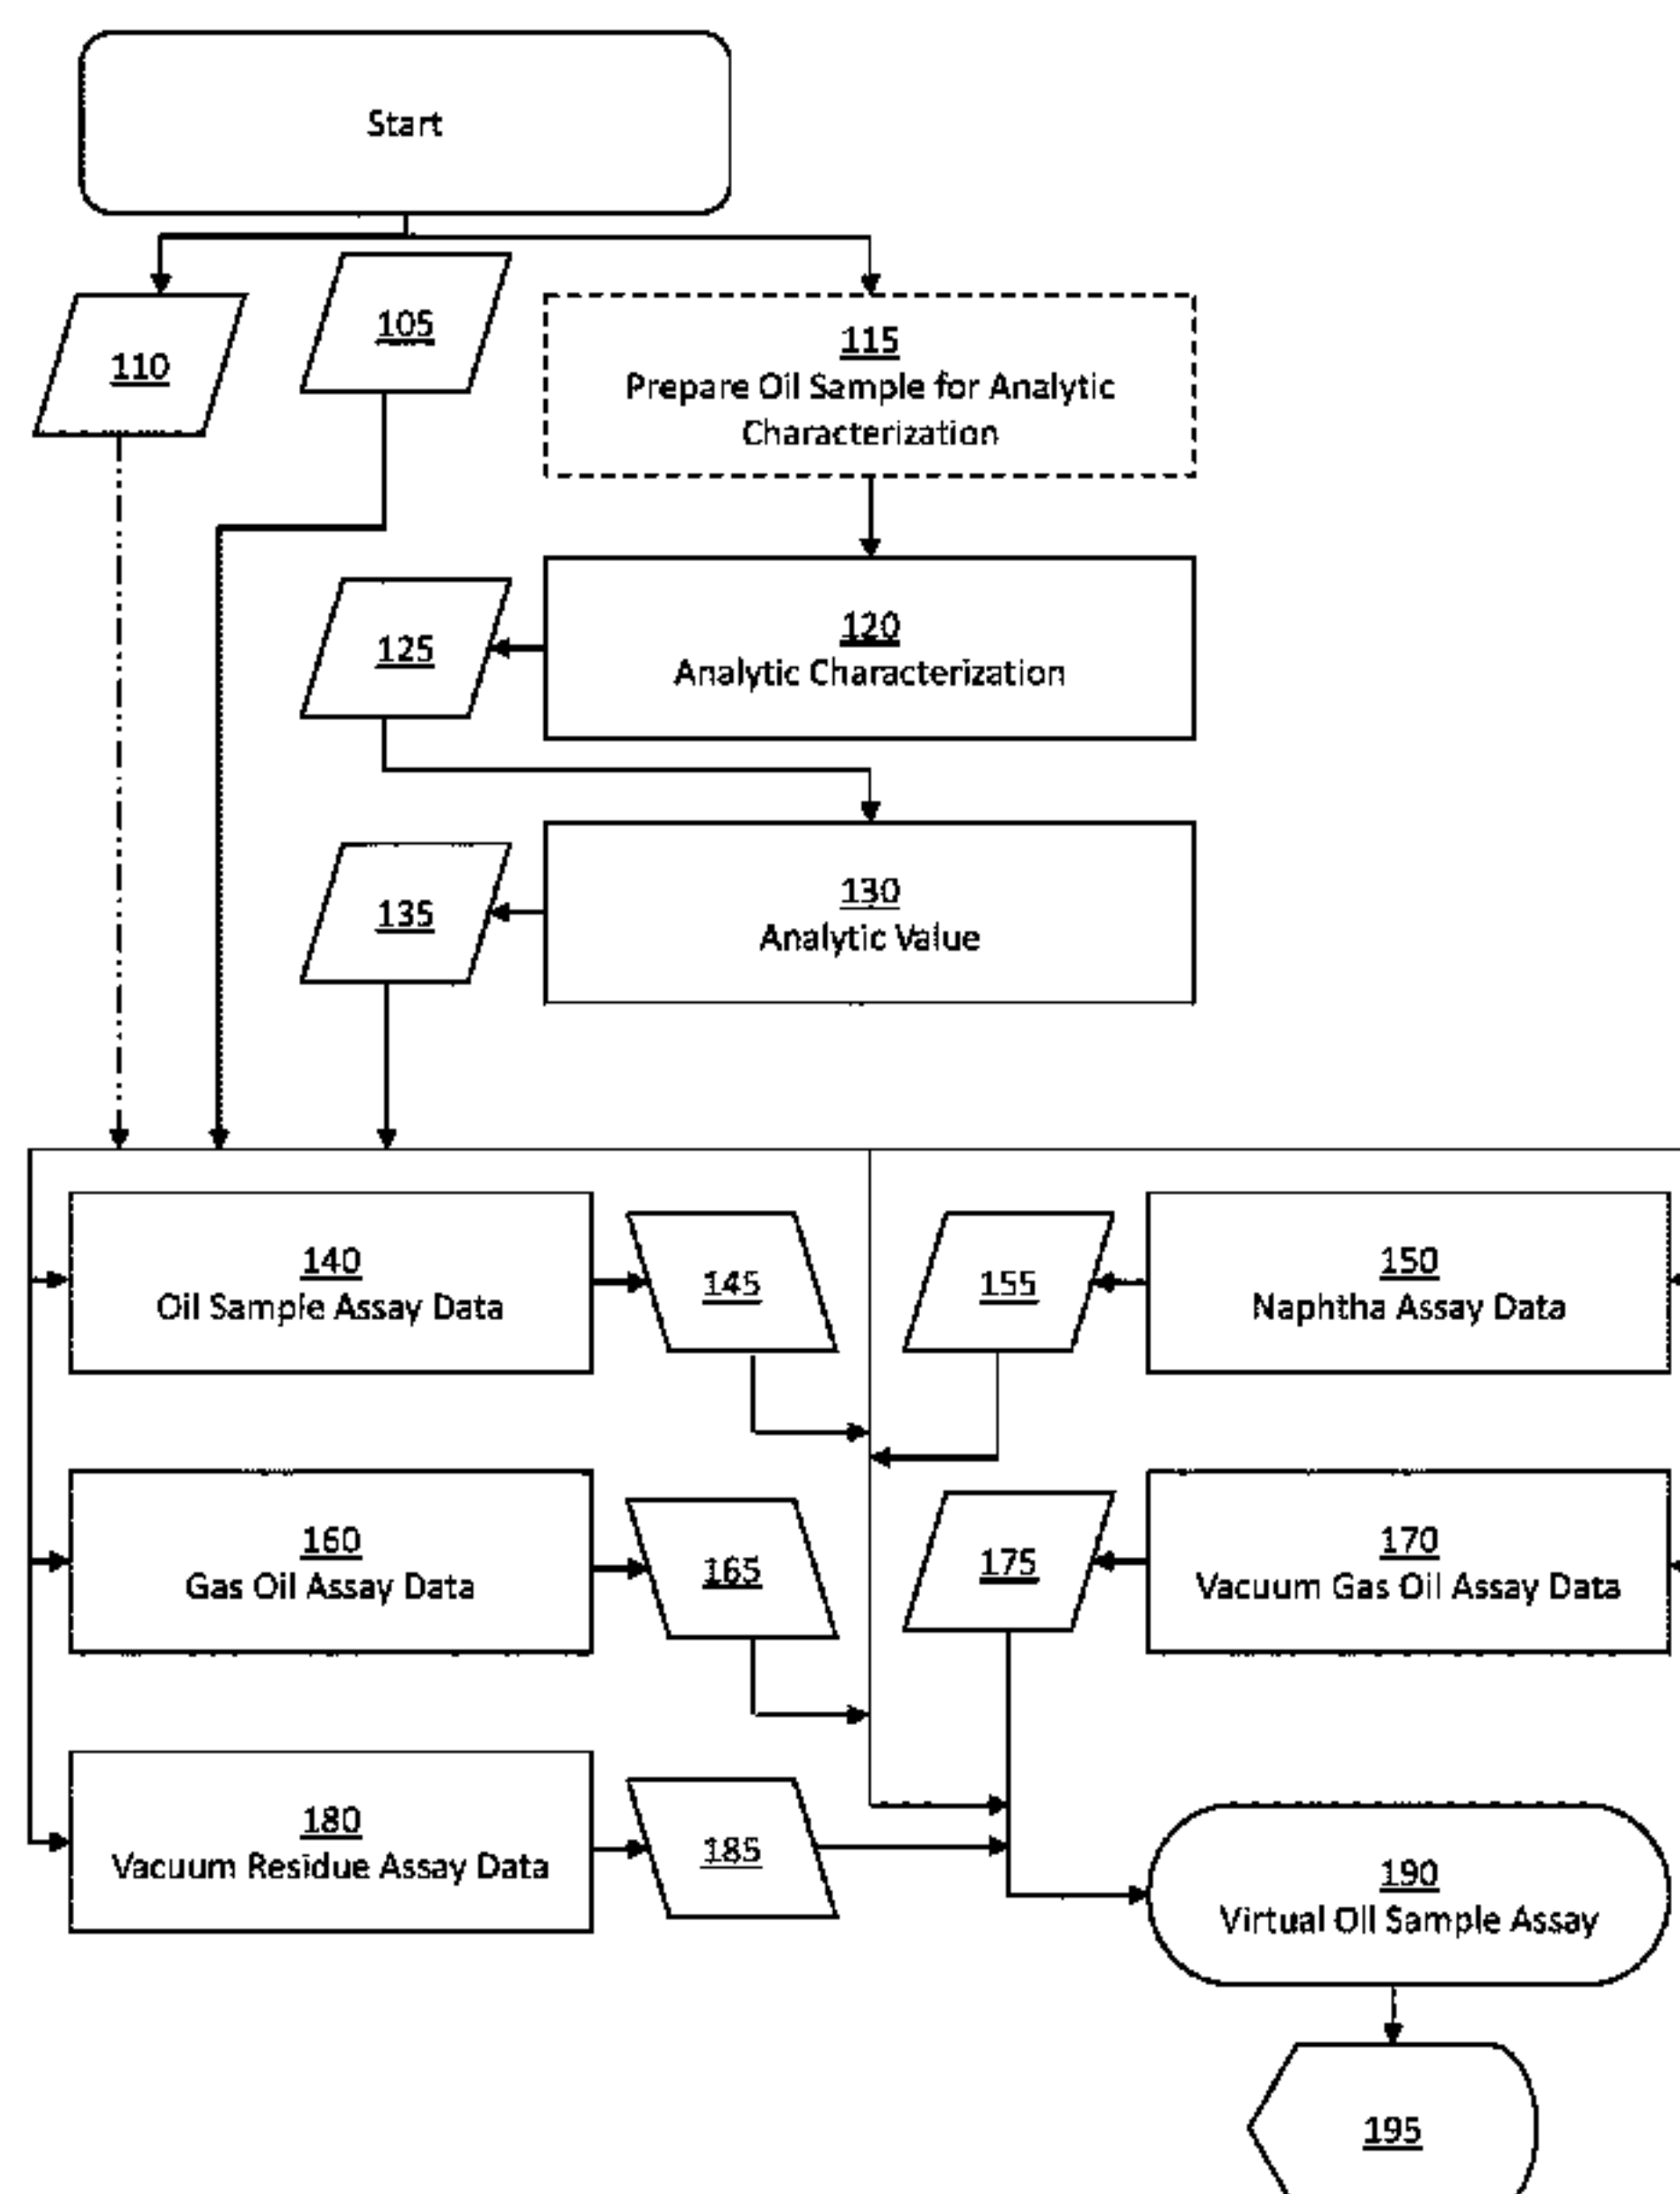 Start
110
105
115
Prepare Oil Sample for Analytic
Characterization
125
120
Analytic Characterization
135
130
Analytic Value
140
Oil Sample Assay Data
145
155
150
Naphtha Assay Data
160
Gas Oil Assay Data
165
175
170
Vacuum Gas Oil Assay Data
180
Vacuum Residue Assay Data
185
190
Virtual Oil Sample Assay
195